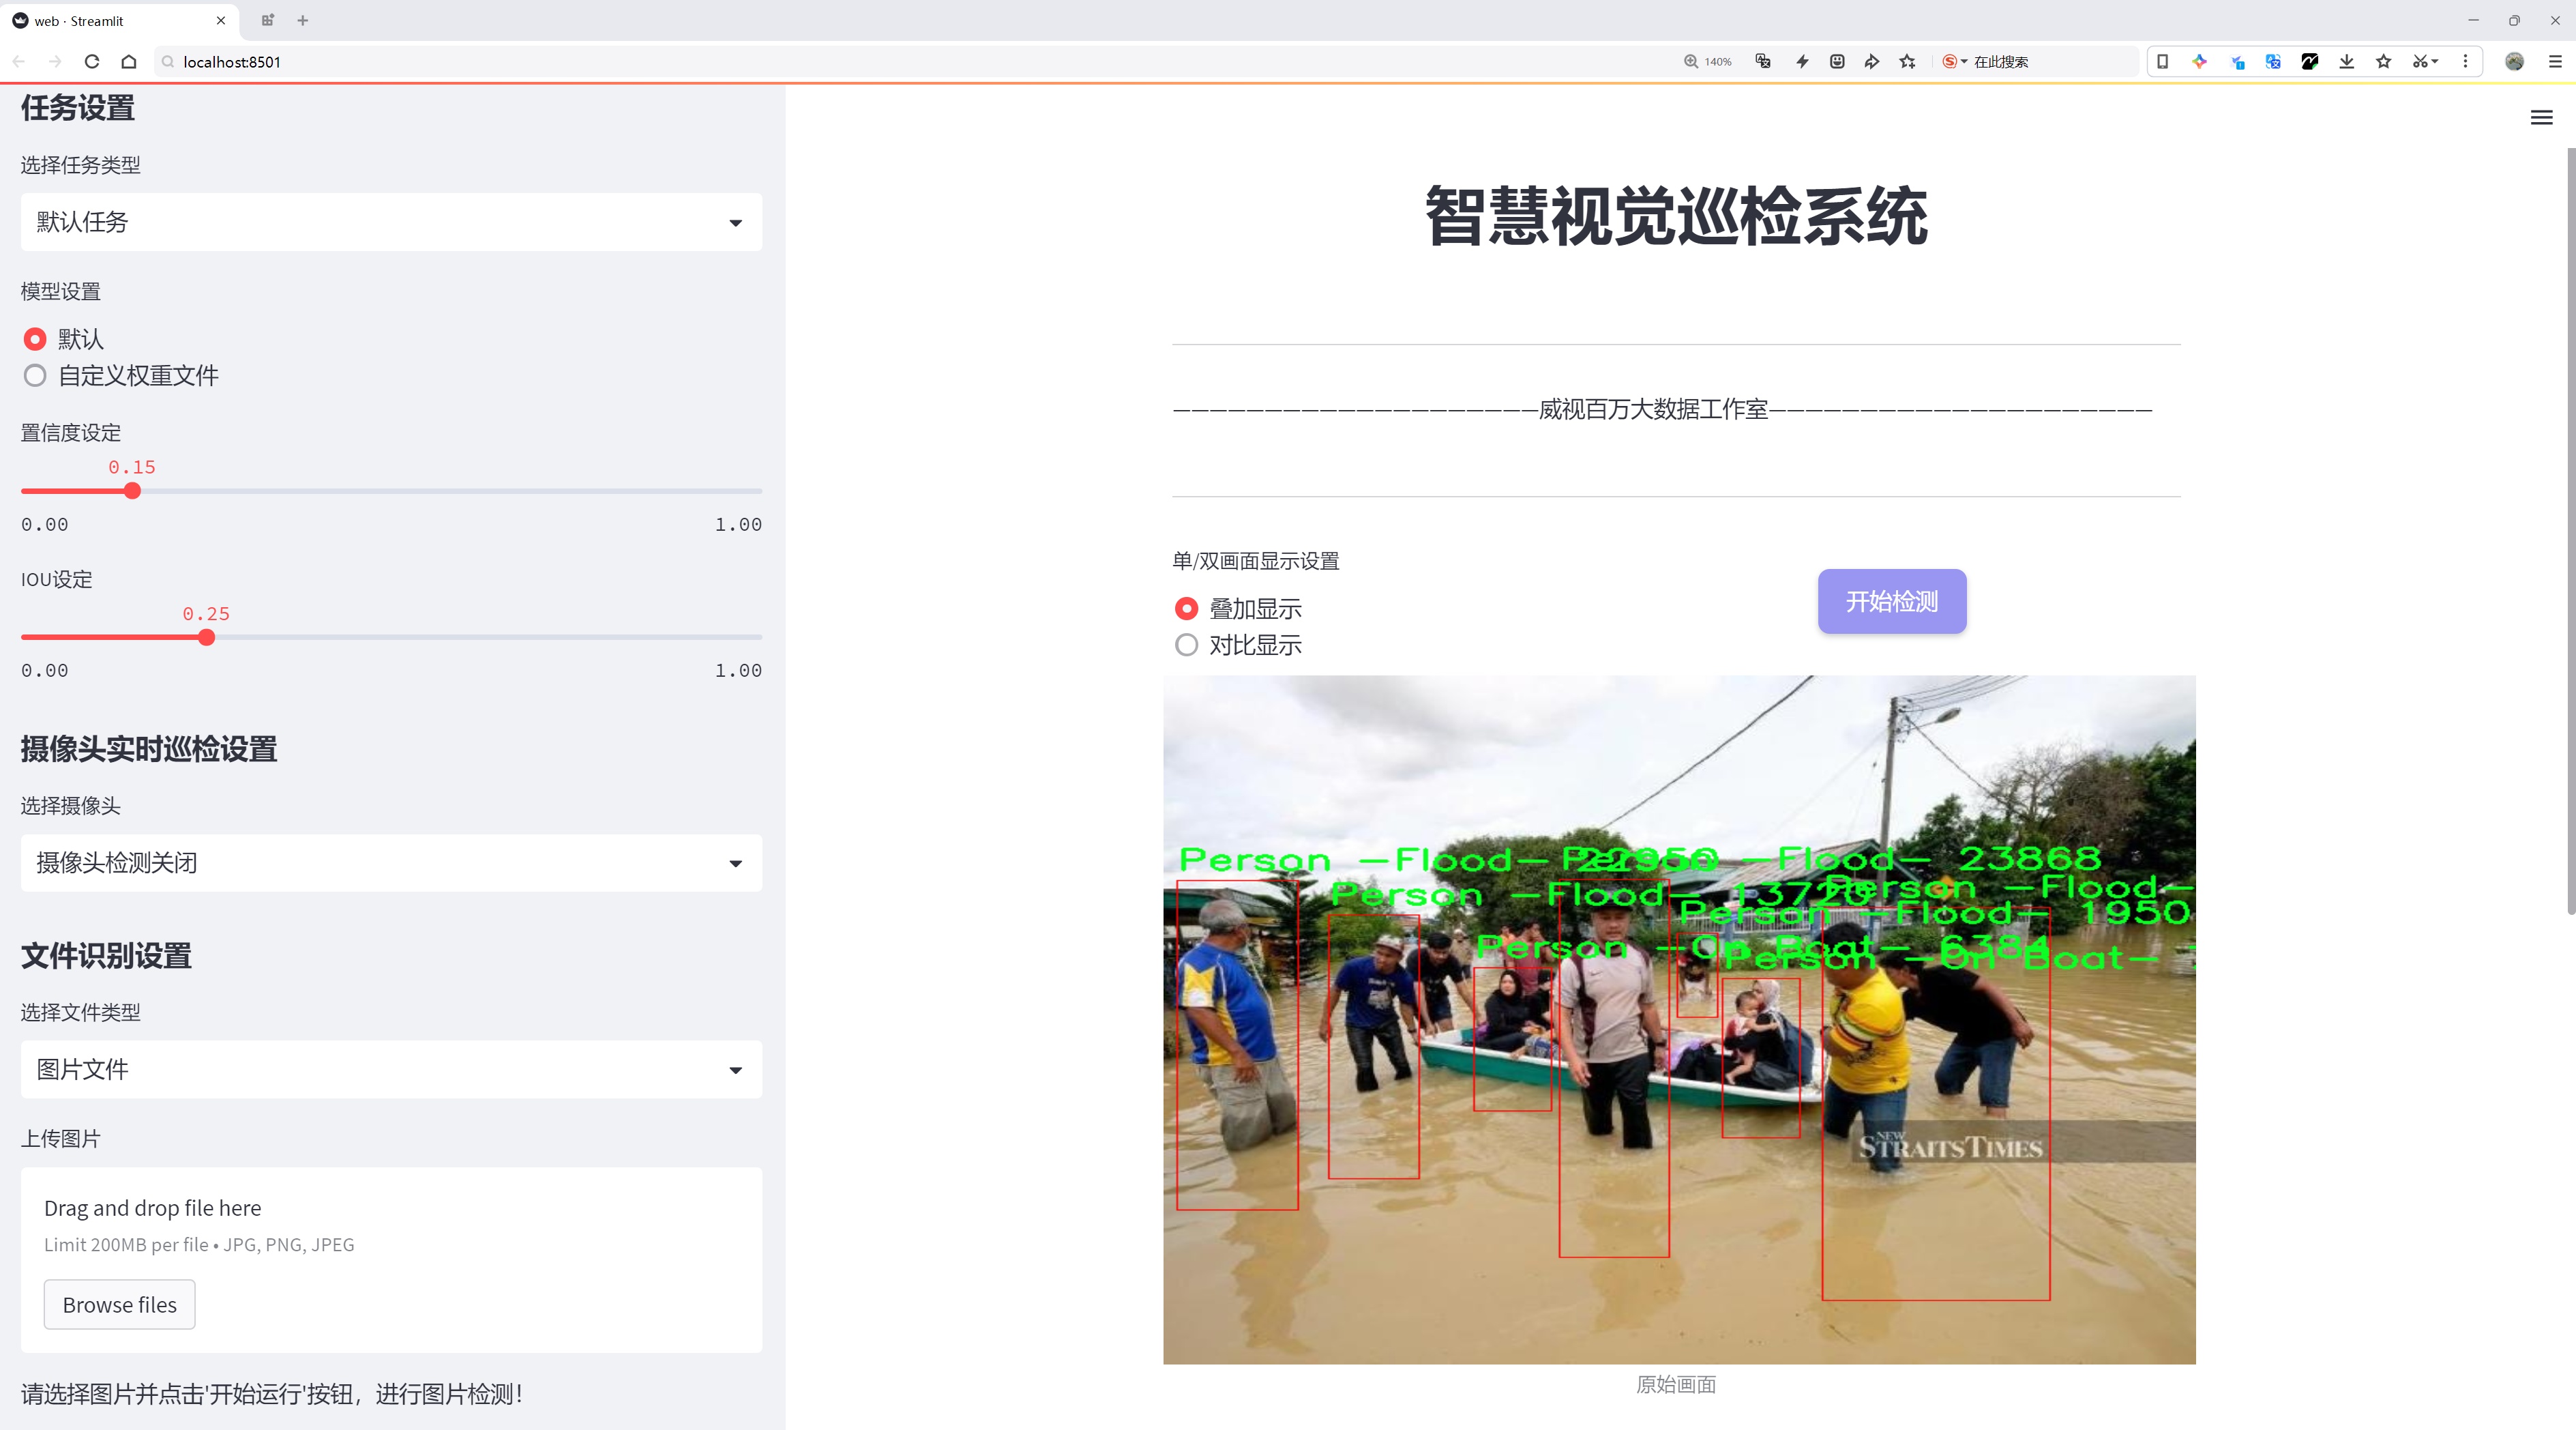 web · Streamlit
localhost:8501
140%
在此搜索
任务设置
选择任务类型
默认任务
模型设置
默认
自定义权重文件
置信度设定
0.15
0.00
1.00
IOU设定
0.25
0.00
1.00
摄像头实时巡检设置
选择摄像头
摄像头检测关闭
文件识别设置
选择文件类型
图片文件
上传图片
Drag and drop file here
Limit 200MB per file • JPG, PNG, JPEG
Browse files
请选择图片并点击'开始运行'按钮，进行图片检测！
智慧视觉巡检系统
————————————————————威视百万大数据工作室—————————————————————
单/双画面显示设置
叠加显示
对比显示
开始检测
Person -Flood- 22950
Person -Flood- 23868
Person -Flood- 13720
Person -Flood-
Person -Flood- 1950
Person -On Boat- 6384
Person -On Boat-
NEW
STRAITS TIMES
原始画面